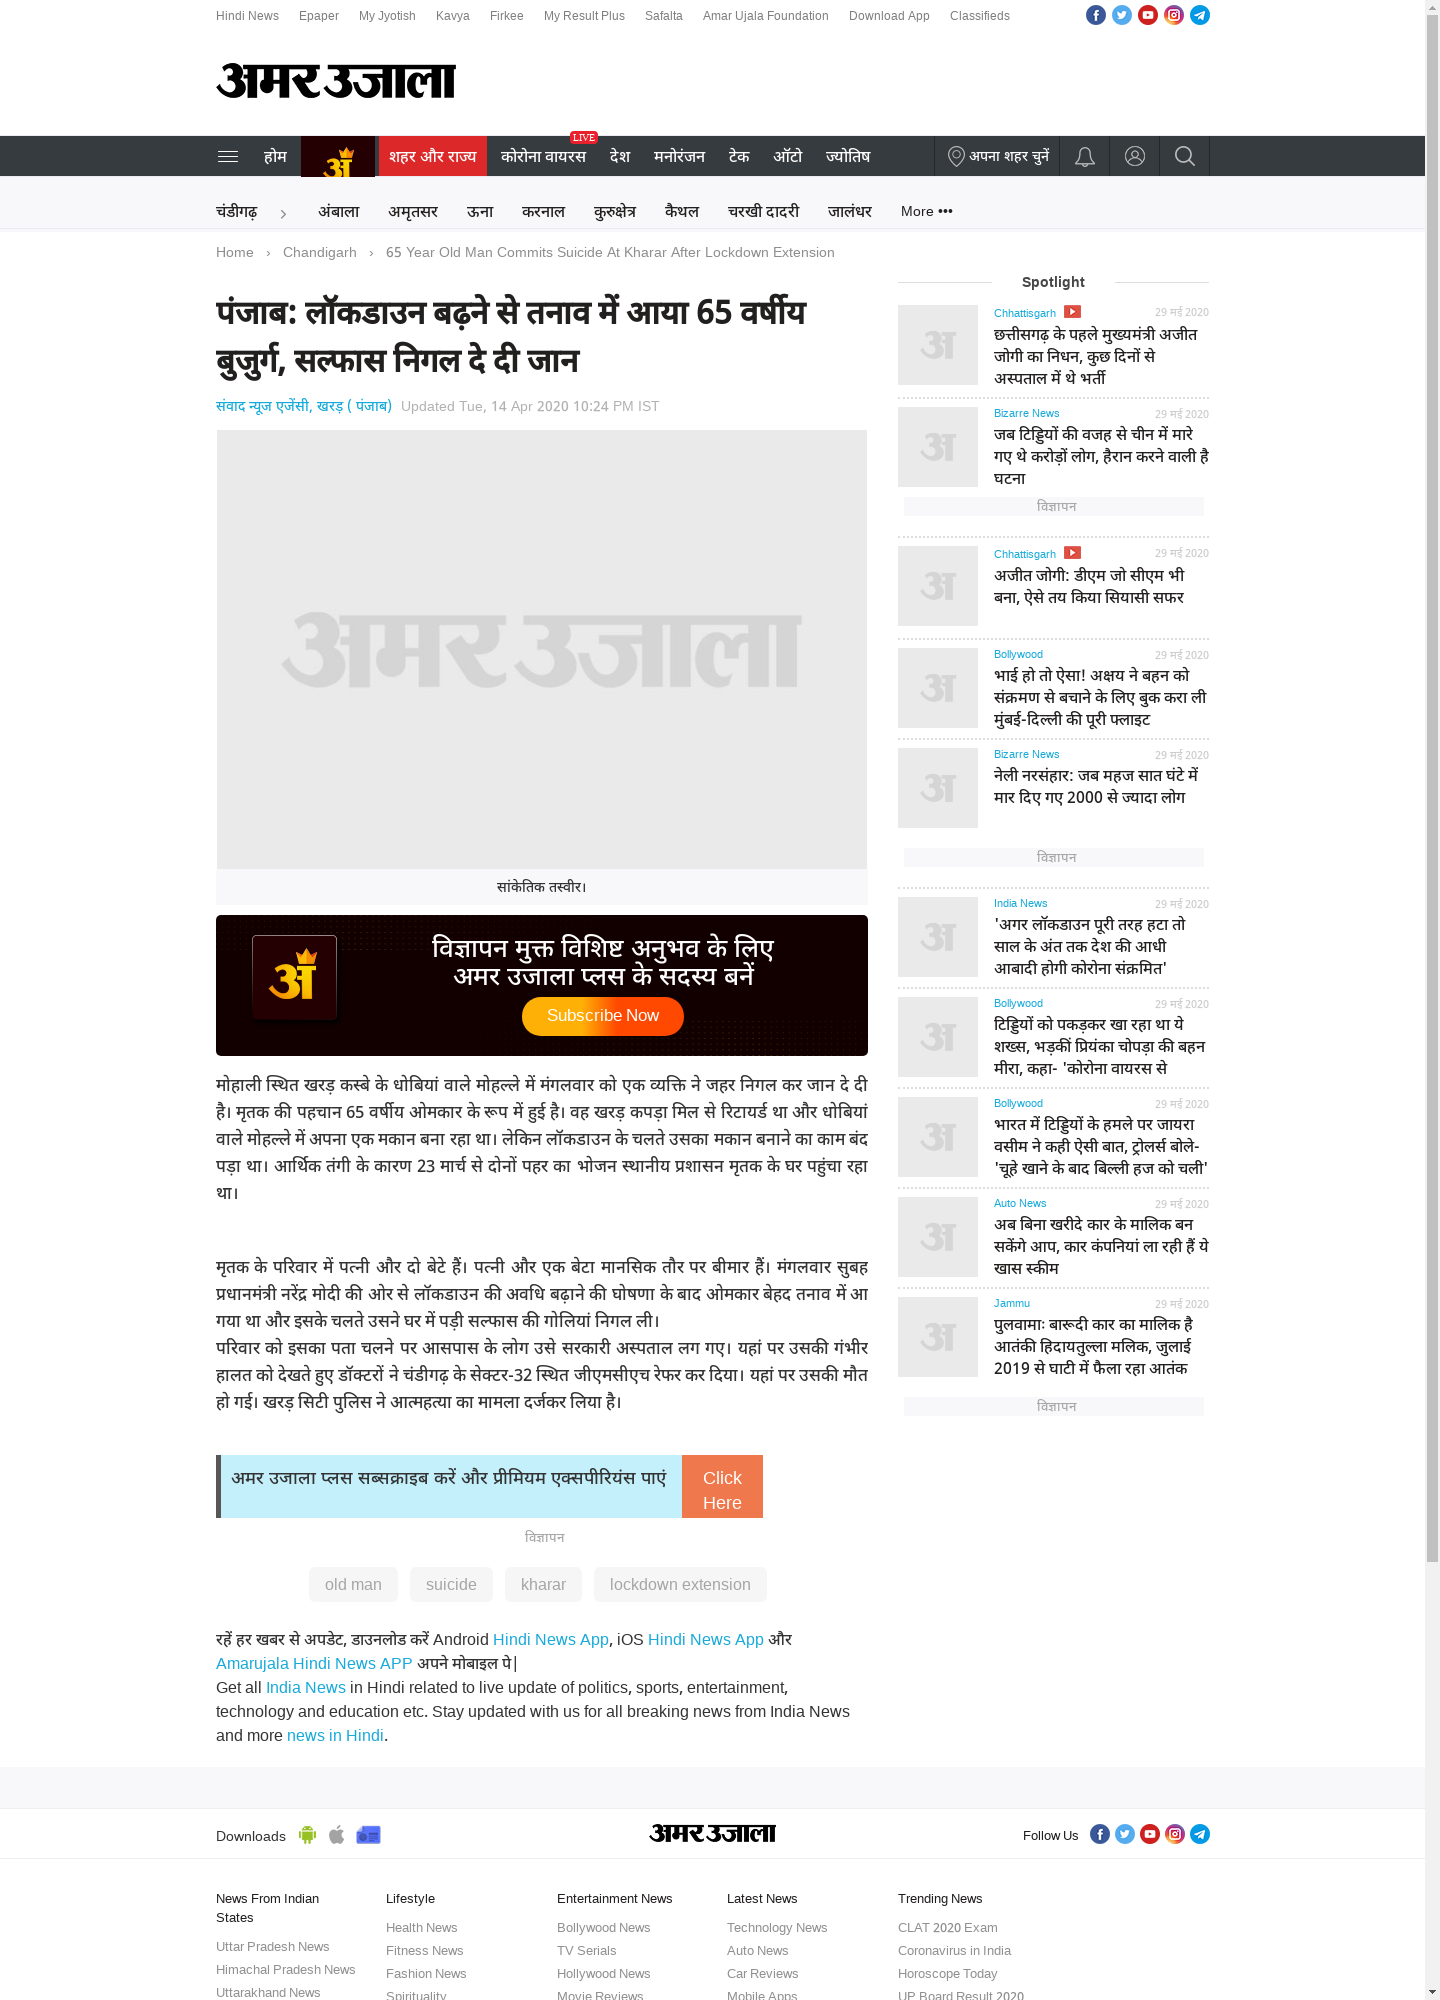 Hindi News Epaper My Jyotish Kavya Firkee My Result Plus Safalta Amar Ujala Foundation Download App Classifieds
अमर उजाला
LIVE
होम अ शहर और राज्य कोरोना वायरस देश मनोरंजन टेक ऑटो ज्योतिष अपना शहर चुनें
चंडीगढ़ › अंबाला अमृतसर ऊना करनाल कुरुक्षेत्र कैथल चरखी दादरी जालंधर More •••
Home › Chandigarh › 65 Year Old Man Commits Suicide At Kharar After Lockdown Extension
पंजाब: लॉकडाउन बढ़ने से तनाव में आया 65 वर्षीय
बुजुर्ग, सल्फास निगल दे दी जान
संवाद न्यूज एजेंसी, खरड़ ( पंजाब) Updated Tue, 14 Apr 2020 10:24 PM IST
अमर उजाला
सांकेतिक तस्वीर।
अ
विज्ञापन मुक्त विशिष्ट अनुभव के लिए
अमर उजाला प्लस के सदस्य बनें
Subscribe Now
मोहाली स्थित खरड़ कस्बे के धोबियां वाले मोहल्ले में मंगलवार को एक व्यक्ति ने जहर निगल कर जान दे दी
है। मृतक की पहचान 65 वर्षीय ओमकार के रूप में हुई है। वह खरड़ कपड़ा मिल से रिटायर्ड था और धोबियां
वाले मोहल्ले में अपना एक मकान बना रहा था। लेकिन लॉकडाउन के चलते उसका मकान बनाने का काम बंद
पड़ा था। आर्थिक तंगी के कारण 23 मार्च से दोनों पहर का भोजन स्थानीय प्रशासन मृतक के घर पहुंचा रहा
था।
मृतक के परिवार में पत्नी और दो बेटे हैं। पत्नी और एक बेटा मानसिक तौर पर बीमार हैं। मंगलवार सुबह
प्रधानमंत्री नरेंद्र मोदी की ओर से लॉकडाउन की अवधि बढ़ाने की घोषणा के बाद ओमकार बेहद तनाव में आ
गया था और इसके चलते उसने घर में पड़ी सल्फास की गोलियां निगल ली।
परिवार को इसका पता चलने पर आसपास के लोग उसे सरकारी अस्पताल लग गए। यहां पर उसकी गंभीर
हालत को देखते हुए डॉक्टरों ने चंडीगढ़ के सेक्टर-32 स्थित जीएमसीएच रेफर कर दिया। यहां पर उसकी मौत
हो गई। खरड़ सिटी पुलिस ने आत्महत्या का मामला दर्जकर लिया है।
अमर उजाला प्लस सब्सक्राइब करें और प्रीमियम एक्सपीरियंस पाएं
Click
Here
विज्ञापन
old man suicide kharar lockdown extension
रहें हर खबर से अपडेट, डाउनलोड करें Android Hindi News App, iOS Hindi News App और
Amarujala Hindi News APP अपने मोबाइल पे|
Get all India News in Hindi related to live update of politics, sports, entertainment,
technology and education etc. Stay updated with us for all breaking news from India News
and more news in Hindi.
Spotlight
अ
Chhattisgarh 29 मई 2020
छत्तीसगढ़ के पहले मुख्यमंत्री अजीत
जोगी का निधन, कुछ दिनों से
अस्पताल में थे भर्ती
अ
Bizarre News 29 मई 2020
जब टिड्डियों की वजह से चीन में मारे
गए थे करोड़ों लोग, हैरान करने वाली है
घटना
विज्ञापन
अ
Chhattisgarh 29 मई 2020
अजीत जोगी: डीएम जो सीएम भी
बना, ऐसे तय किया सियासी सफर
अ
Bollywood 29 मई 2020
भाई हो तो ऐसा! अक्षय ने बहन को
संक्रमण से बचाने के लिए बुक करा ली
मुंबई-दिल्ली की पूरी फ्लाइट
अ
Bizarre News 29 मई 2020
नेली नरसंहार: जब महज सात घंटे में
मार दिए गए 2000 से ज्यादा लोग
विज्ञापन
अ
India News 29 मई 2020
'अगर लॉकडाउन पूरी तरह हटा तो
साल के अंत तक देश की आधी
आबादी होगी कोरोना संक्रमित'
अ
Bollywood 29 मई 2020
टिड्डियों को पकड़कर खा रहा था ये
शख्स, भड़कीं प्रियंका चोपड़ा की बहन
मीरा, कहा- 'कोरोना वायरस से
अ
Bollywood 29 मई 2020
भारत में टिड्डियों के हमले पर जायरा
वसीम ने कही ऐसी बात, ट्रोलर्स बोले-
'चूहे खाने के बाद बिल्ली हज को चली'
अ
Auto News 29 मई 2020
अब बिना खरीदे कार के मालिक बन
सकेंगे आप, कार कंपनियां ला रही हैं ये
खास स्कीम
अ
Jammu 29 मई 2020
पुलवामाः बारूदी कार का मालिक है
आतंकी हिदायतुल्ला मलिक, जुलाई
2019 से घाटी में फैला रहा आतंक
विज्ञापन
Downloads अमर उजाला Follow Us
News From Indian
States
Uttar Pradesh News
Himachal Pradesh News
Uttarakhand News
Lifestyle
Health News
Fitness News
Fashion News
Spirituality
Entertainment News
Bollywood News
TV Serials
Hollywood News
Movie Reviews
Latest News
Technology News
Auto News
Car Reviews
Mobile Apps
Trending News
CLAT 2020 Exam
Coronavirus in India
Horoscope Today
UP Board Result 2020